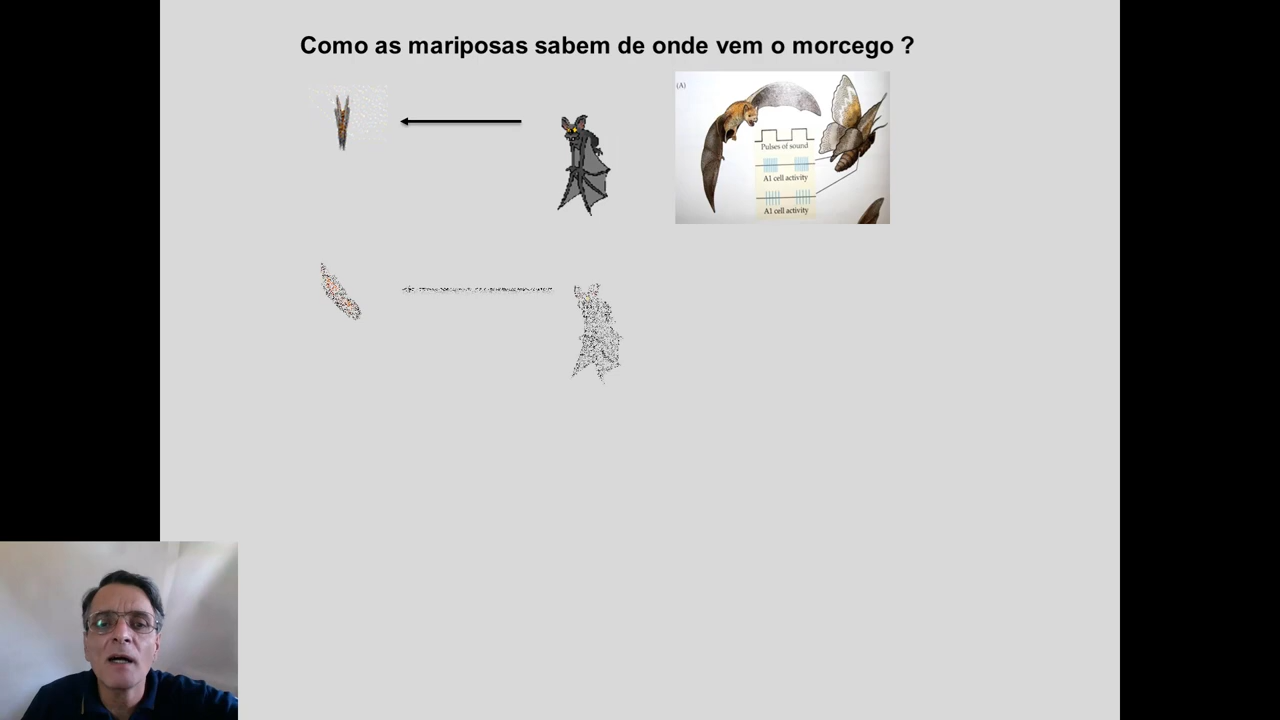 Como as mariposas sabem de onde vem o morcego ?
(A)
Pulses of sound
A1 cell activity
A1 cell activity